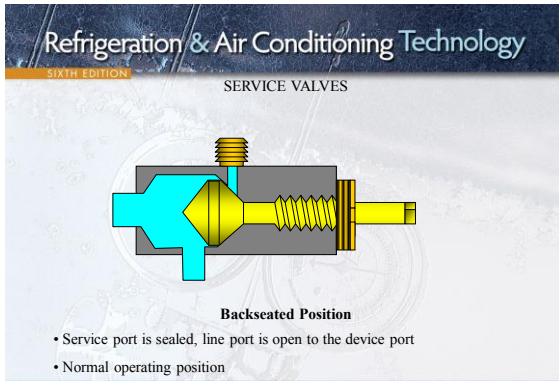 Refrigeration & Air Conditioning Technology
SIXTH EDITION
SERVICE VALVES
Backseated Position
• Service port is sealed, line port is open to the device port
• Normal operating position